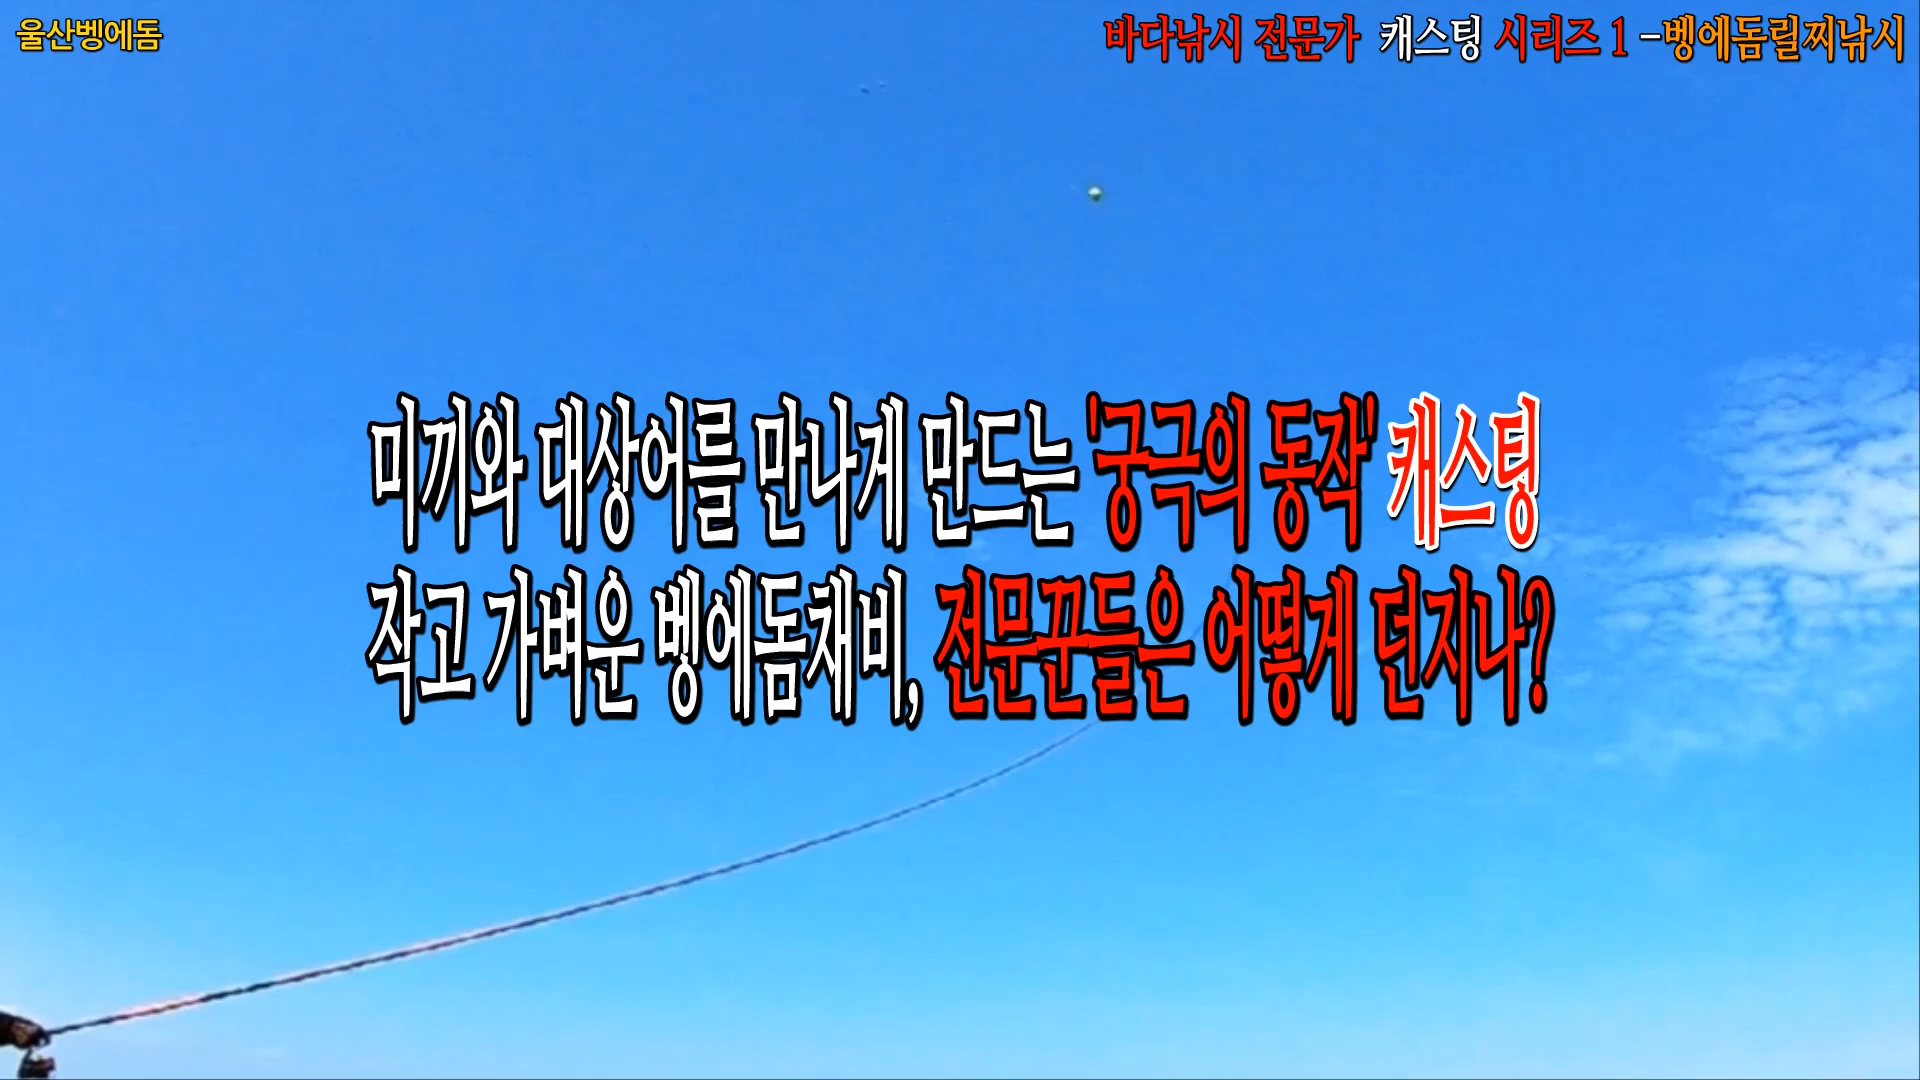 울산벵에돔
바다낚시 전문가 캐스팅 시리즈 1 -벵에돔릴찌낚시
미끼와 대상어를 만나게 만드는 '궁극의 동작' 캐스팅
작고 가벼운 벵에돔채비, 전문꾼들은 어떻게 던지나?